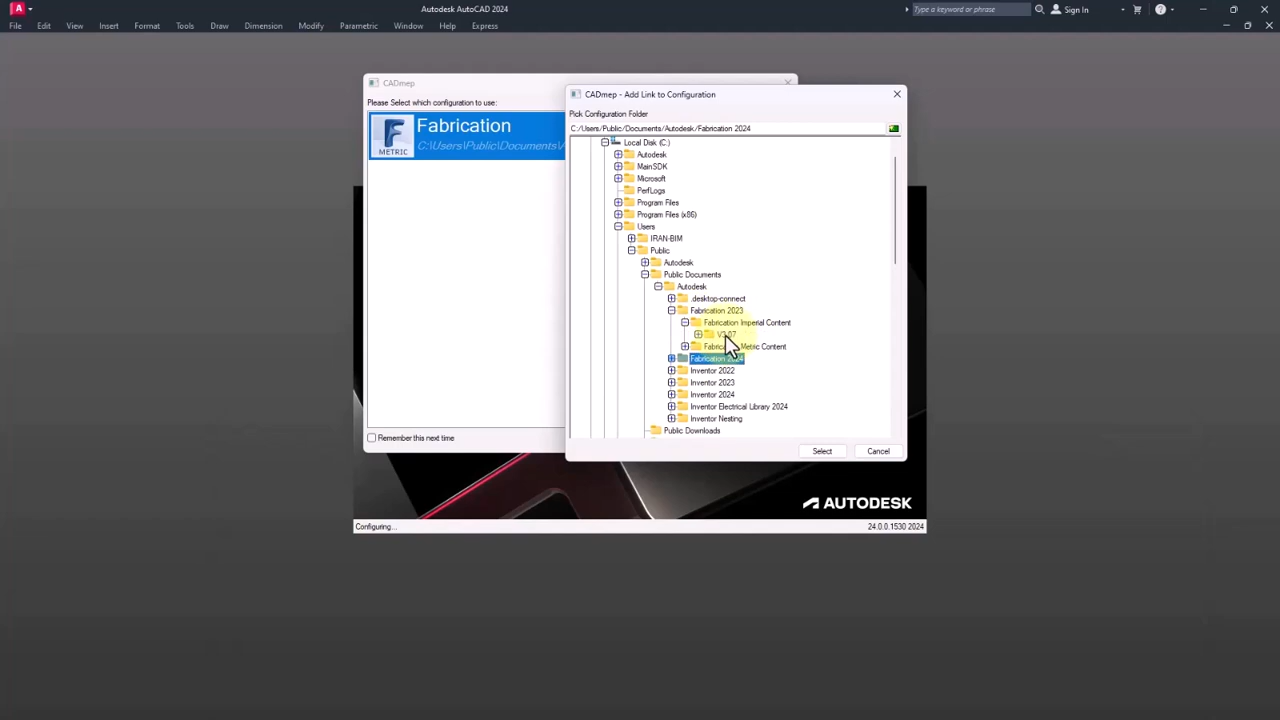 Autodesk AutoCAD 2024
Type a keyword or phrase
Sign In
File Edit View Insert Format Tools Draw Dimension Modify Parametric Window Help Express
CADmep
Please Select which configuration to use:
Fabrication
C:\Users\Public\Documents\
METRIC
Remember this next time
CADmep - Add Link to Configuration
Pick Configuration Folder
C:/Users/Public/Documents/Autodesk/Fabrication 2024
Local Disk (C:)
Autodesk
MainSDK
Microsoft
PerfLogs
Program Files
Program Files (x86)
Users
IRAN-BIM
Public
Autodesk
Public Documents
Autodesk
.desktop-connect
Fabrication 2023
Fabrication Imperial Content
Metric Content
Fabrication 2024
Inventor 2022
Inventor 2023
Inventor 2024
Inventor Electrical Library 2024
Inventor Nesting
Public Downloads
Select Cancel
AUTODESK
Configuring...
24.0.0.1530 2024